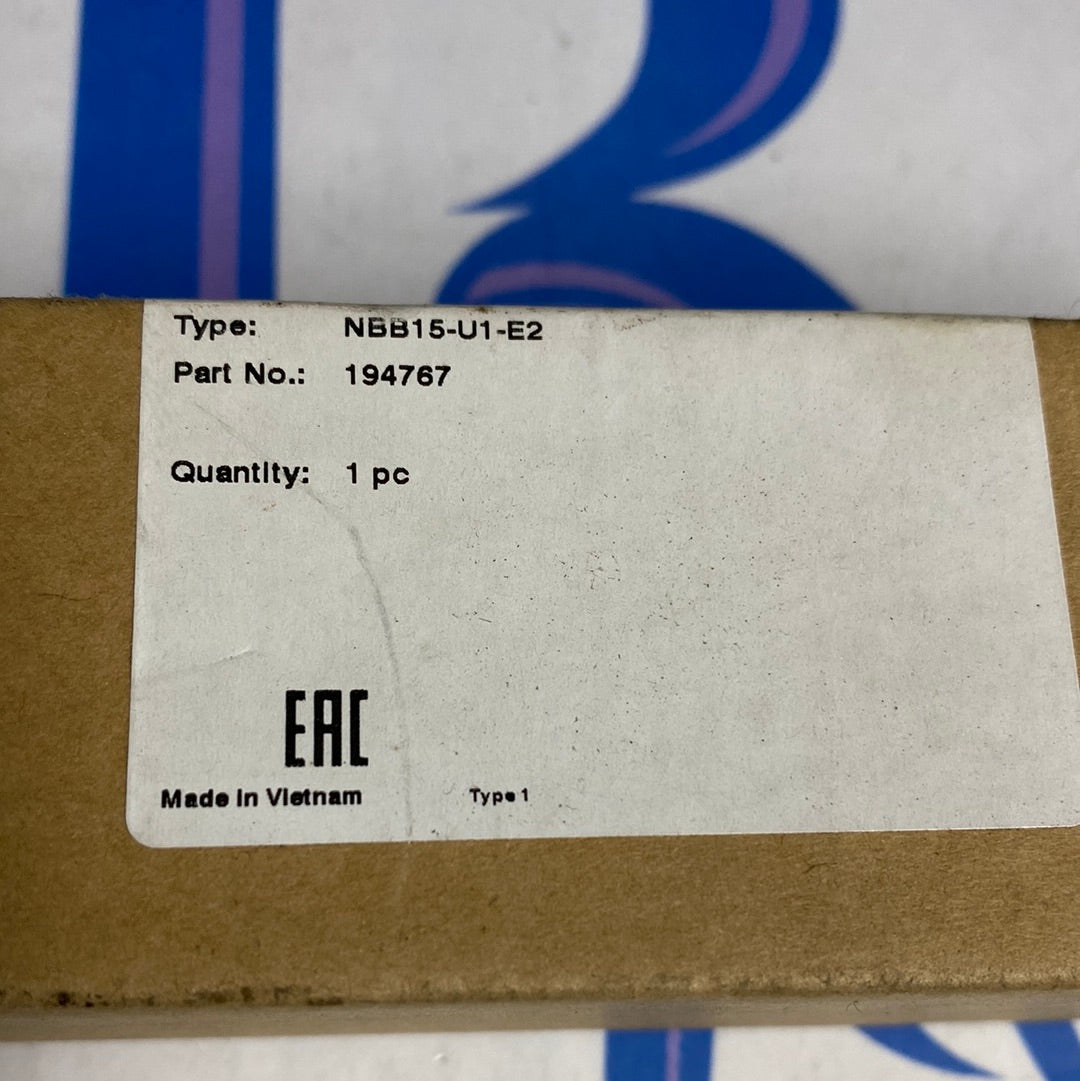 Type: NBB15-U1-E2
Part No.: 194767
Quantity: 1 pc
EAC
Made in Vietnam Type 1